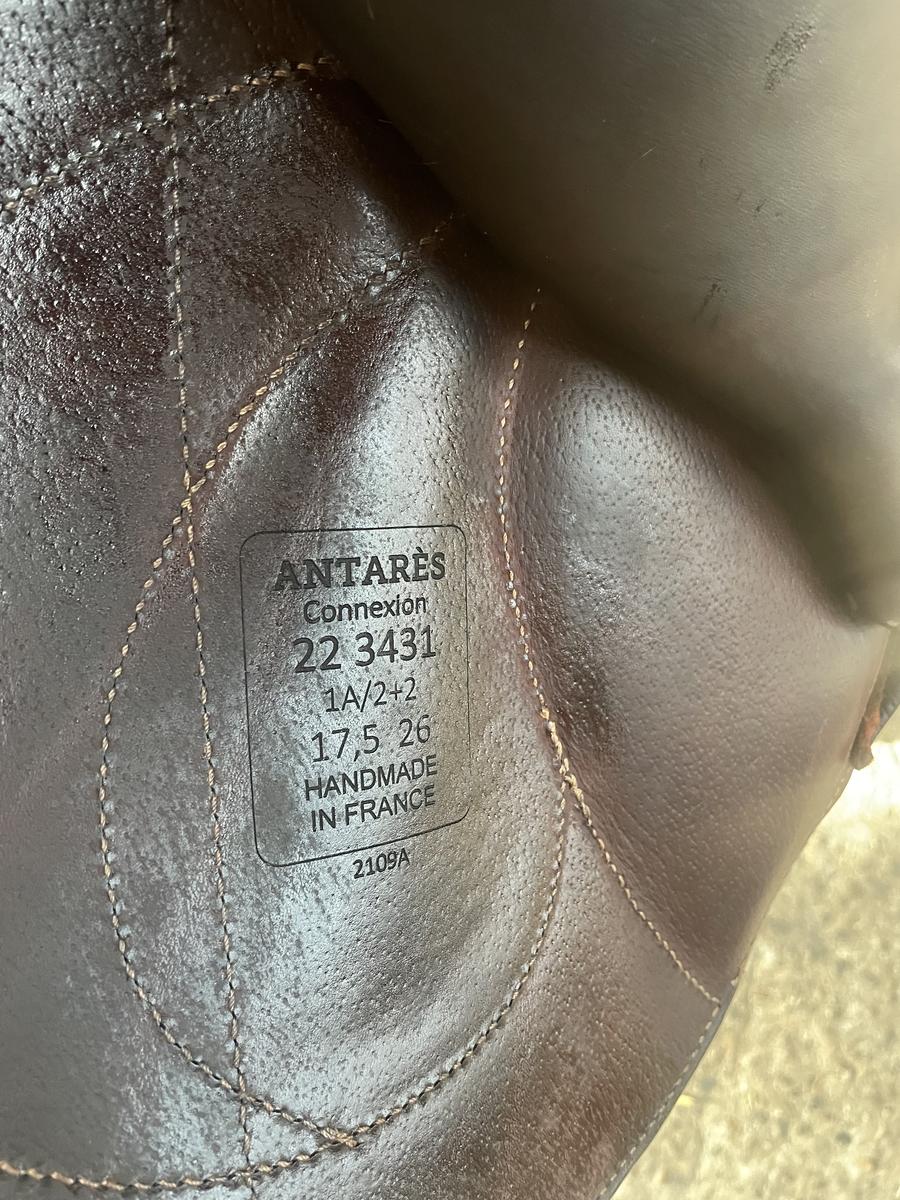 ANTARÈS
Connexion
22 3431
1A/2+2
17,5 26
HANDMADE
IN FRANCE
2109A